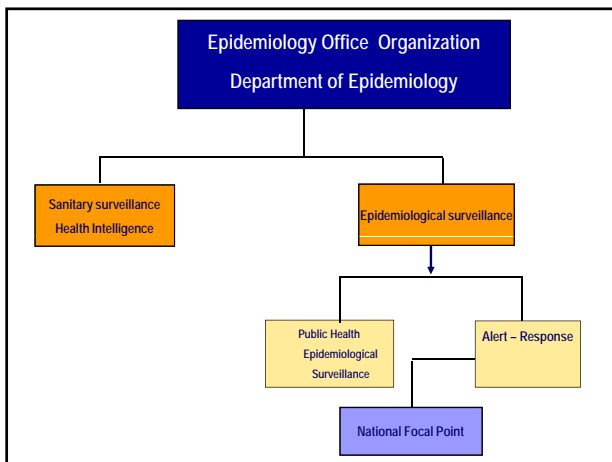 Epidemiology Office Organization
Department of Epidemiology
Sanitary surveillance
Health Intelligence
Epidemiological surveillance
Public Health
Epidemiological
Surveillance
Alert – Response
National Focal Point